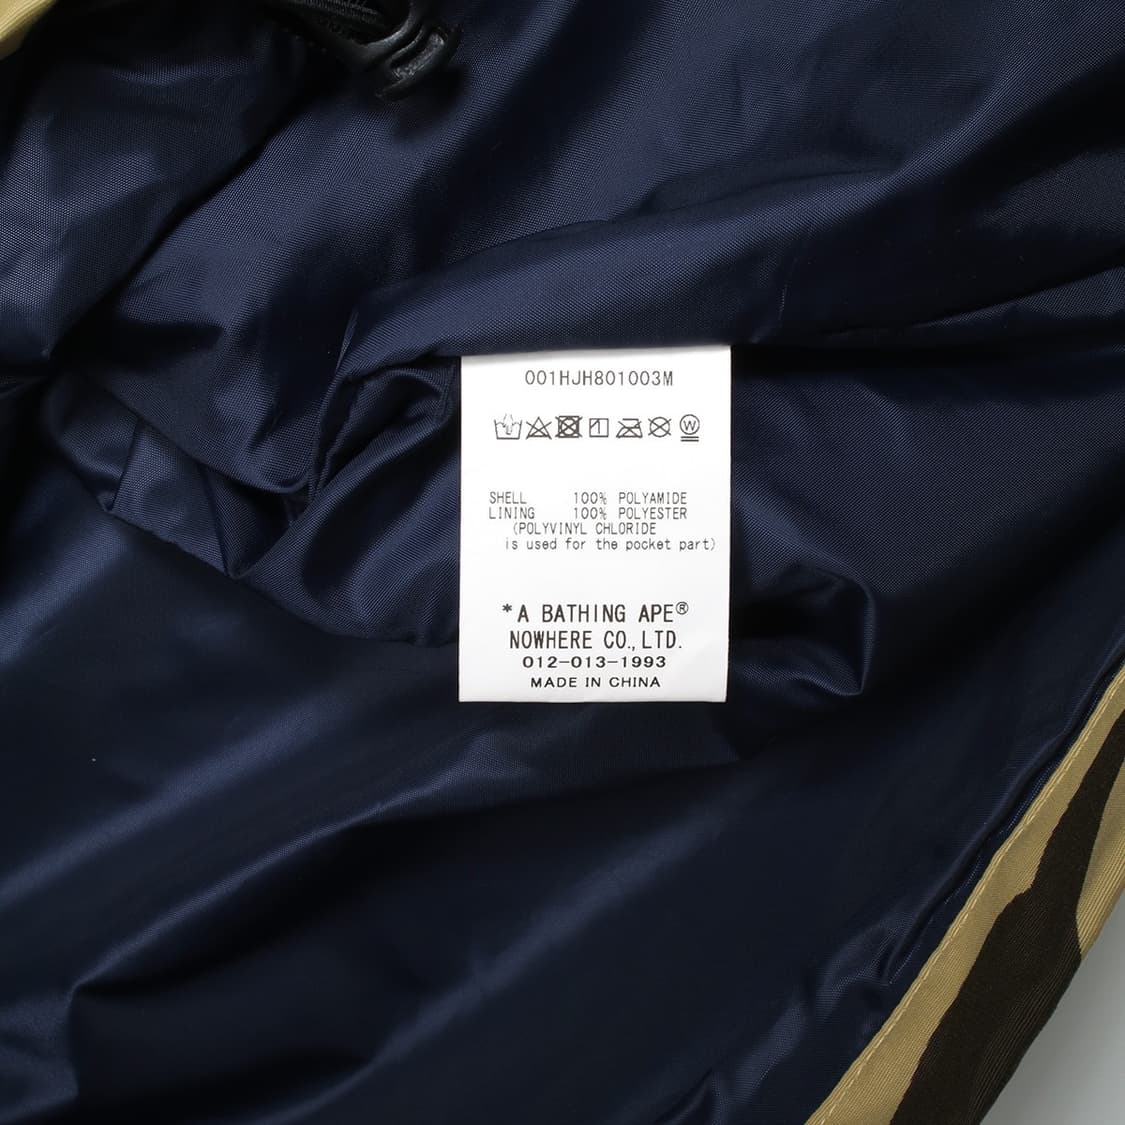 001HJH801003M
W
SHELL 100% POLYAMIDE
LINING 100% POLYESTER
(POLYVINYL CHLORIDE
is used for the pocket part)
*A BATHING APE®
NOWHERE CO.,LTD.
012-013-1993
MADE IN CHINA